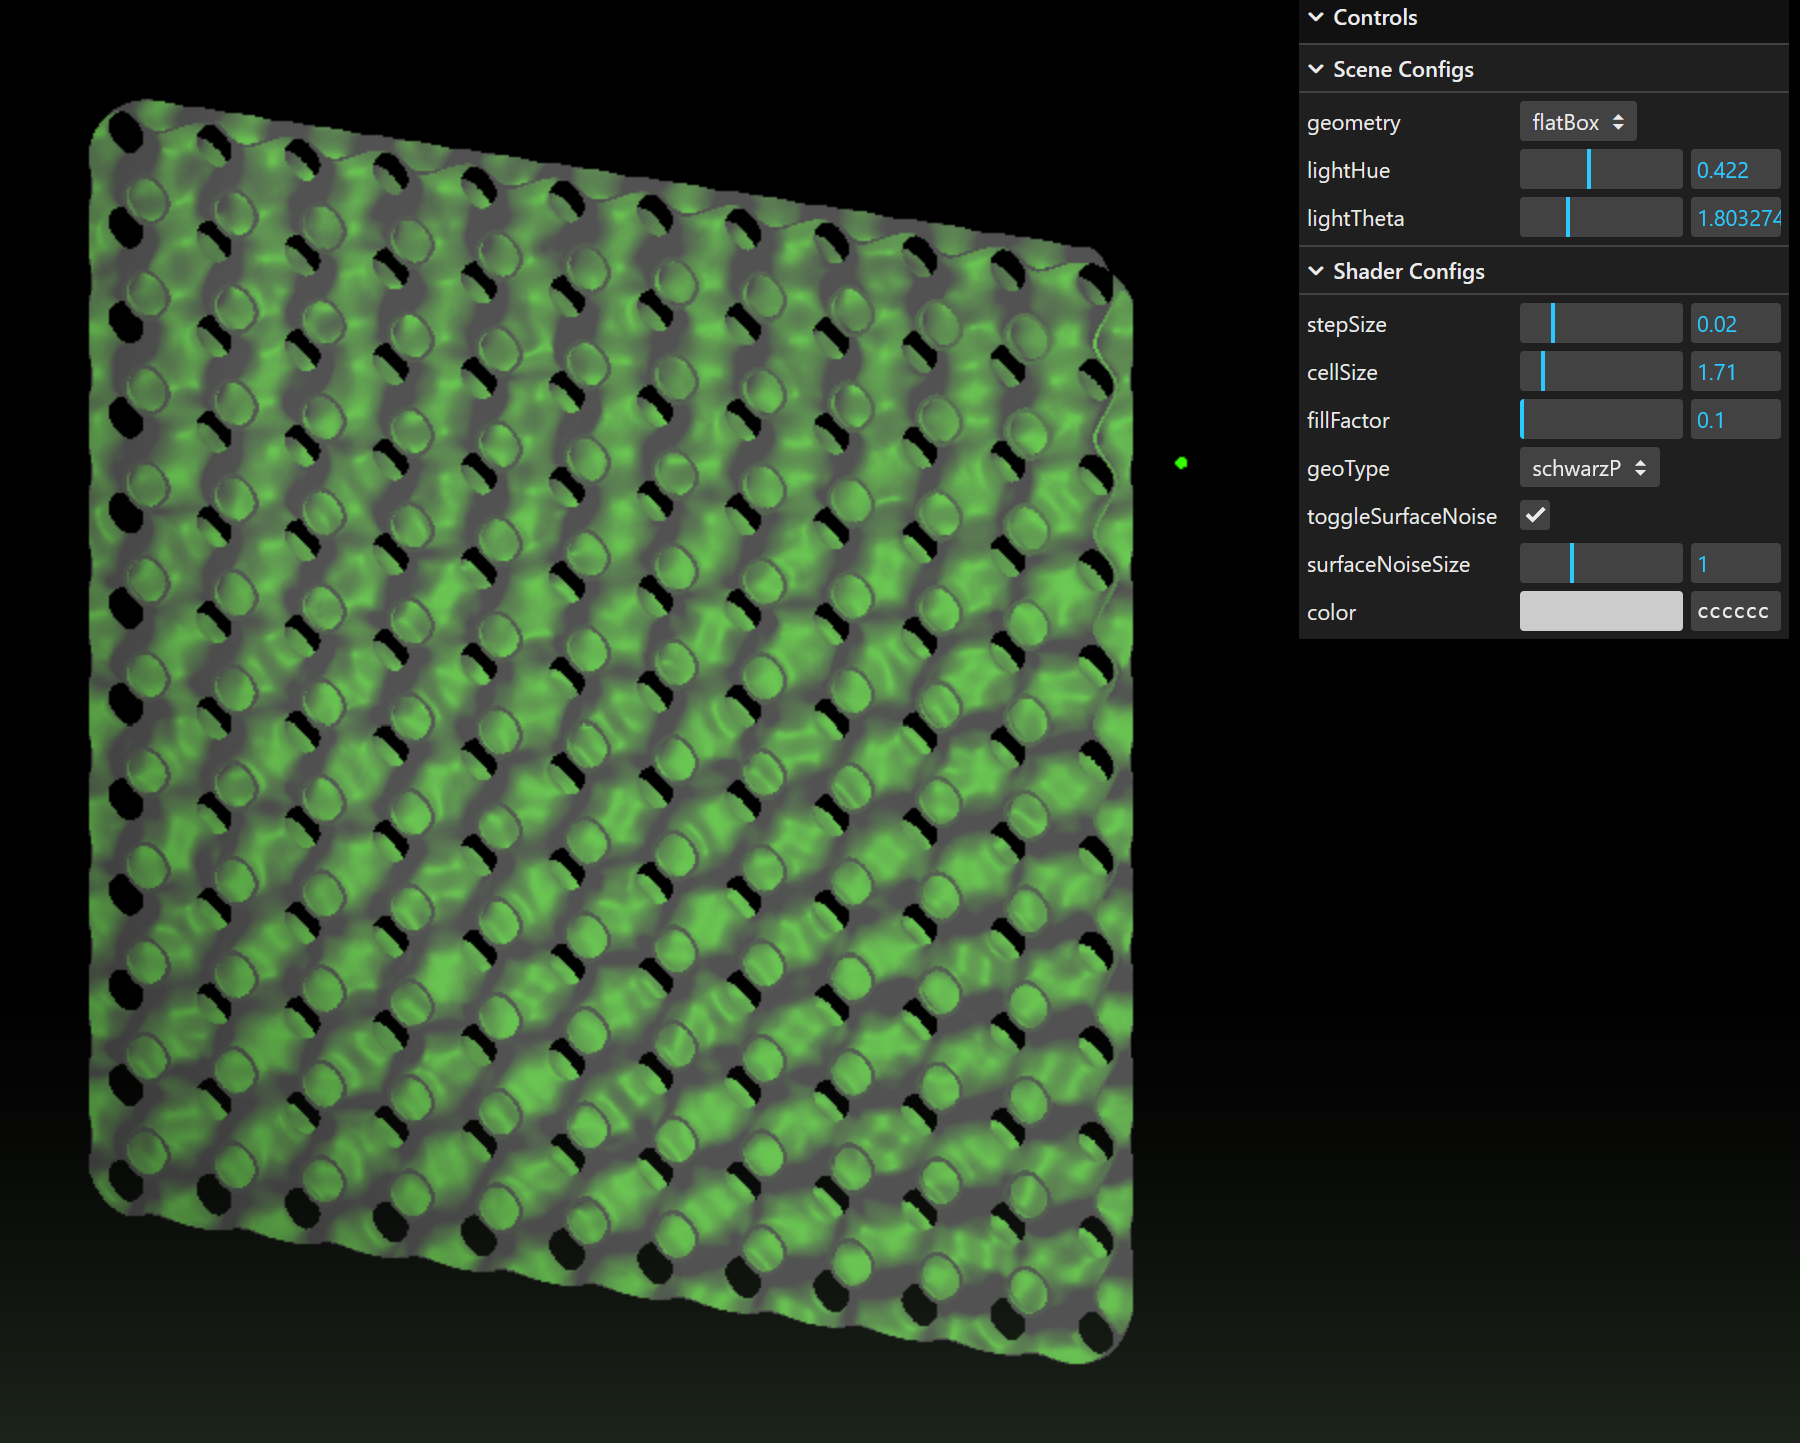 Controls
Scene Configs
geometry flatBox
lightHue 0.422
lightTheta 1.803274
Shader Configs
stepSize 0.02
cellSize 1.71
fillFactor 0.1
geoType schwarzP
toggleSurfaceNoise
surfaceNoiseSize 1
color cccccc